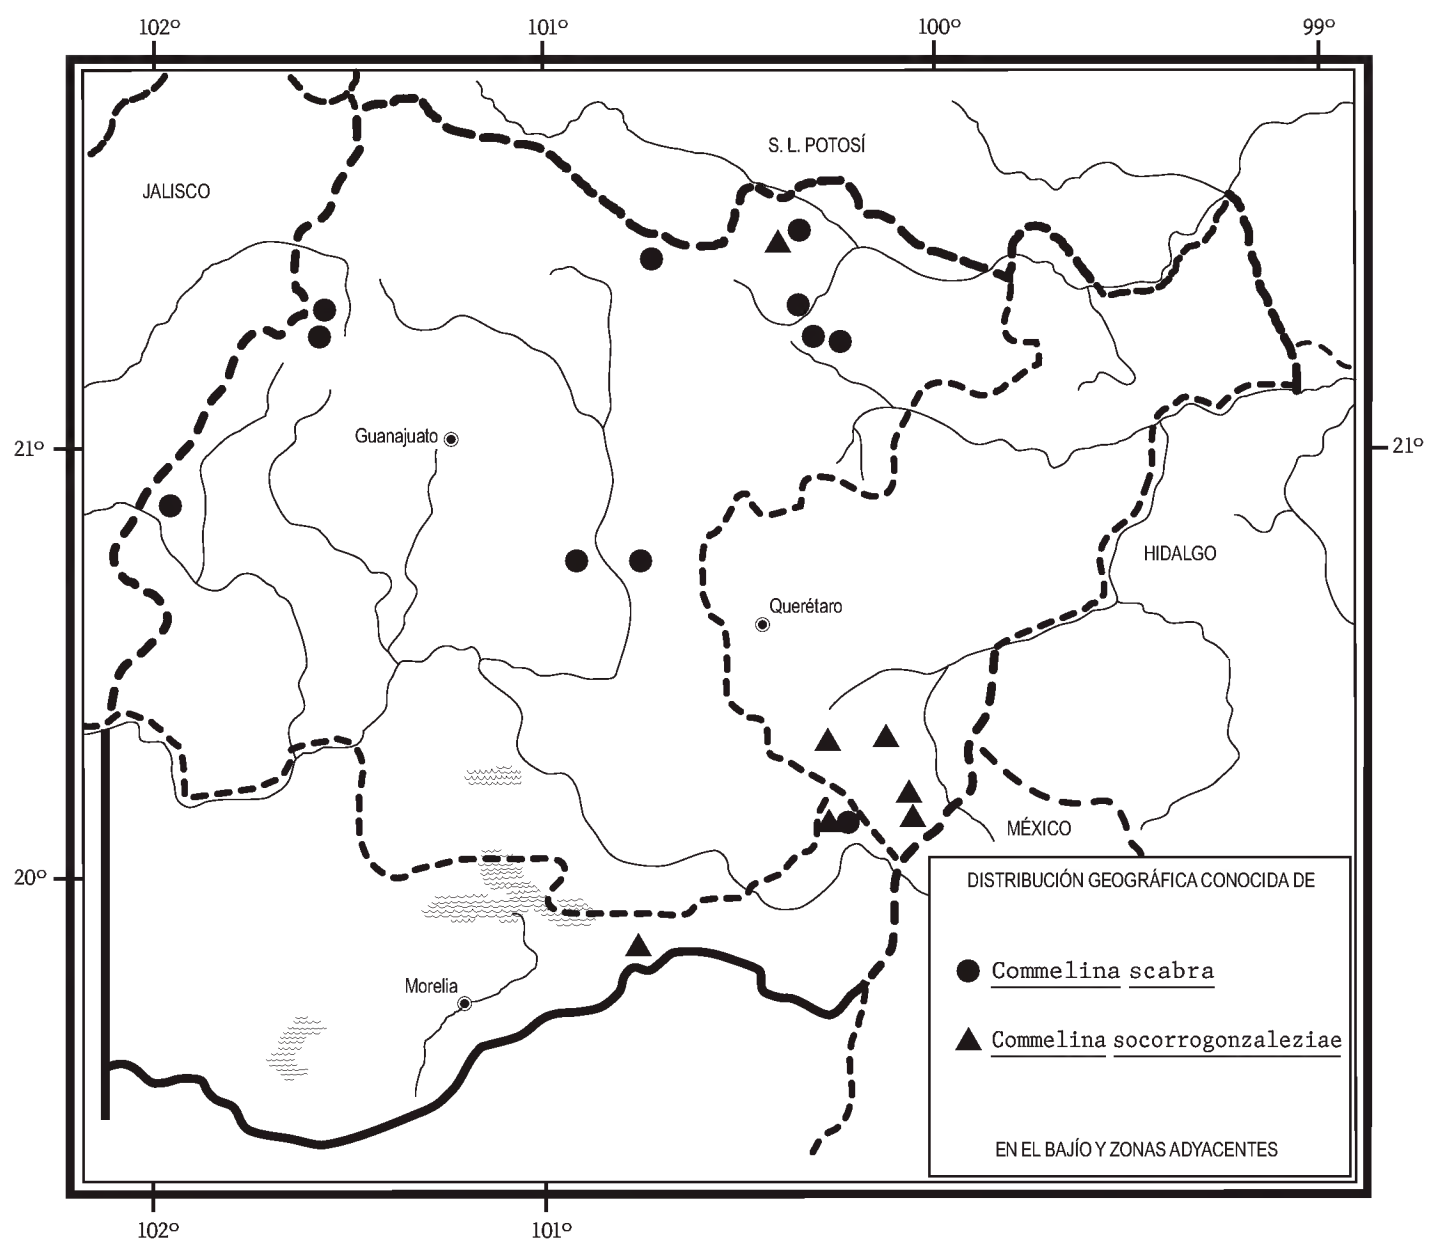 102º 101º 100º 99º
S. L. POTOSÍ
JALISCO
Guanajuato
21º 21º
HIDALGO
Querétaro
MÉXICO
20º
DISTRIBUCIÓN GEOGRÁFICA CONOCIDA DE
Commelina scabra
Morelia
Commelina socorrogonzaleziae
EN EL BAJÍO Y ZONAS ADYACENTES
102º 101º